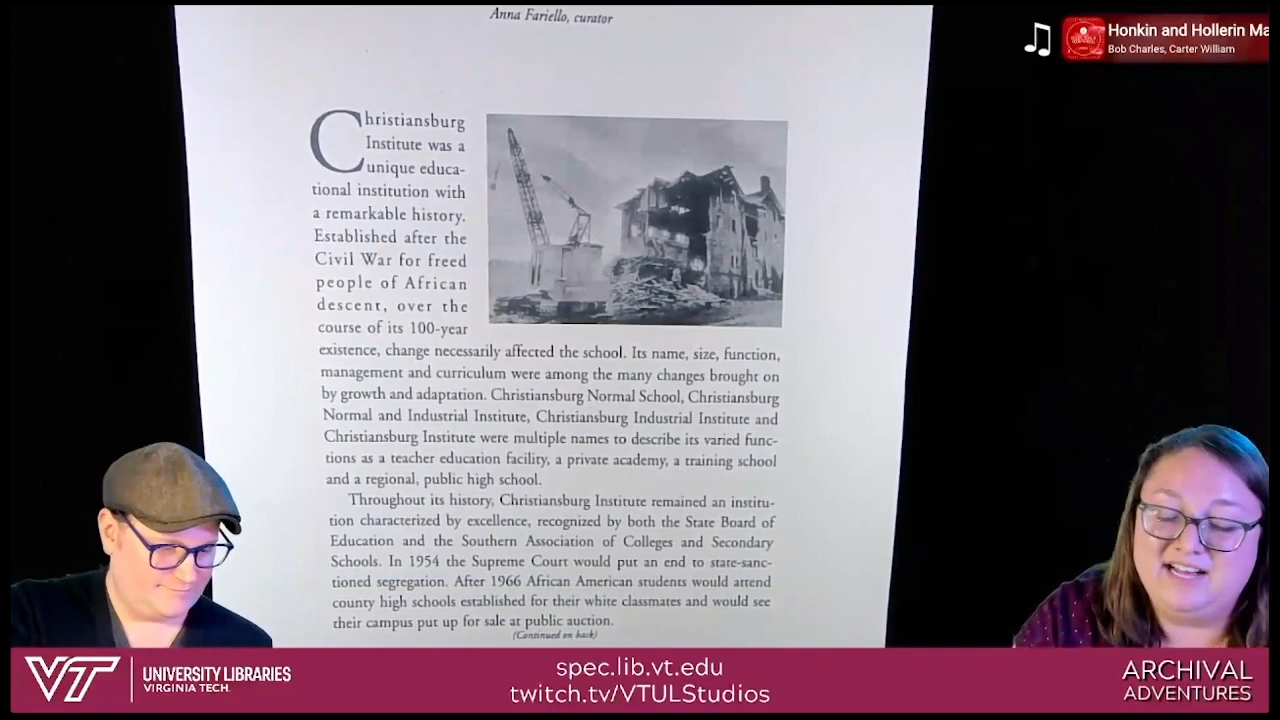 Anna Fariello, curator
Honkin and Hollerin Ma
Bob Charles, Carter William
Christiansburg
Institute was a
unique educa-
tional institution with
a remarkable history.
Established after the
Civil War for freed
people of African
descent, over the
course of its 100-year
existence, change necessarily affected the school. Its name, size, function,
management and curriculum were among the many changes brought on
by growth and adaptation. Christiansburg Normal School, Christiansburg
Normal and Industrial Institute, Christiansburg Industrial Institute and
Christiansburg Institute were multiple names to describe its varied func-
tions as a teacher education facility, a private academy, a training school
and a regional, public high school.
Throughout its history, Christiansburg Institute remained an institu-
tion characterized by excellence, recognized by both the State Board of
Education and the Southern Association of Colleges and Secondary
Schools. In 1954 the Supreme Court would put an end to state-sanc-
tioned segregation. After 1966 African American students would attend
county high schools established for their white classmates and would see
their campus put up for sale at public auction.
(Continued on back)
VT
UNIVERSITY LIBRARIES
VIRGINIA TECH.
spec.lib.vt.edu
twitch.tv/VTULStudios
ARCHIVAL
ADVENTURES